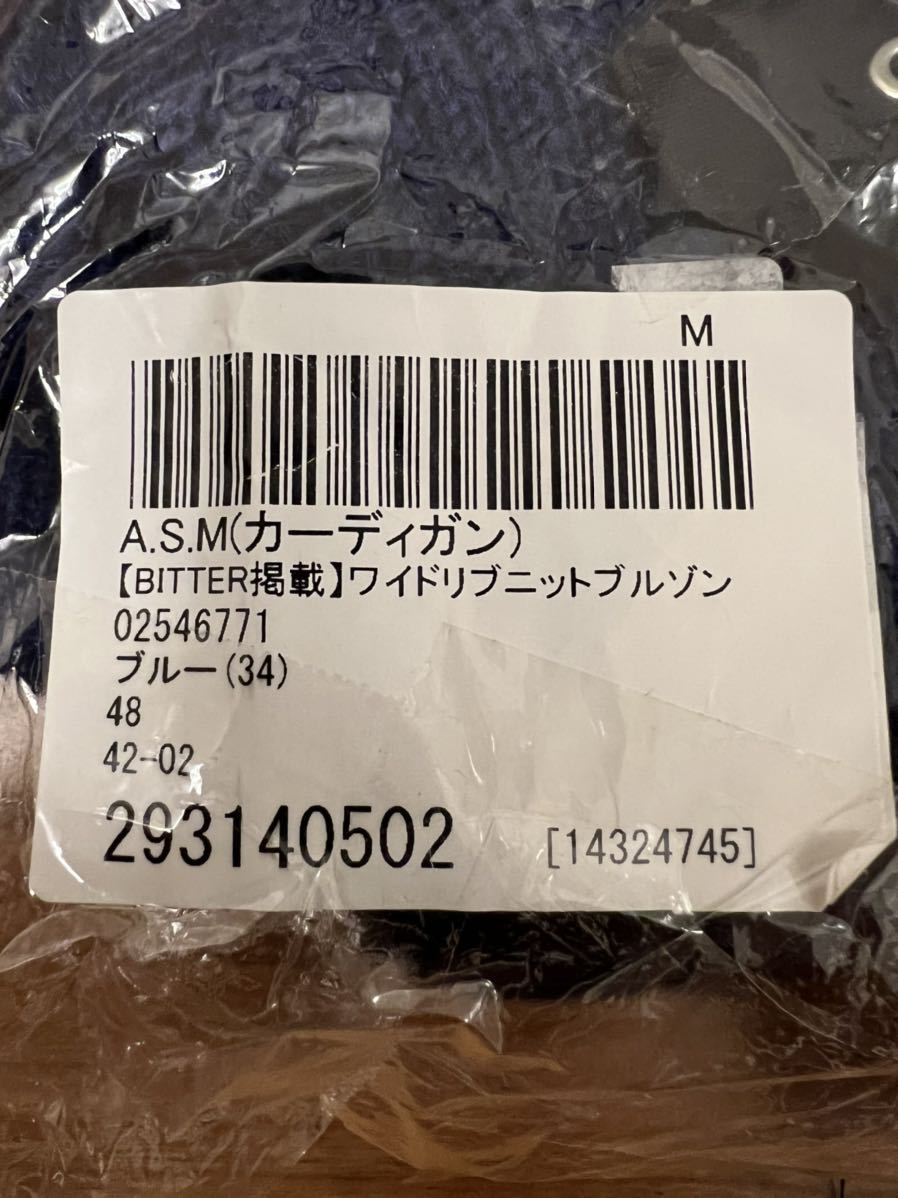 M
A.S.M(カーディガン)
【BITTER掲載】ワイドリブニットブルゾン
02546771
ブルー(34)
48
42-02
293140502 [14324745]